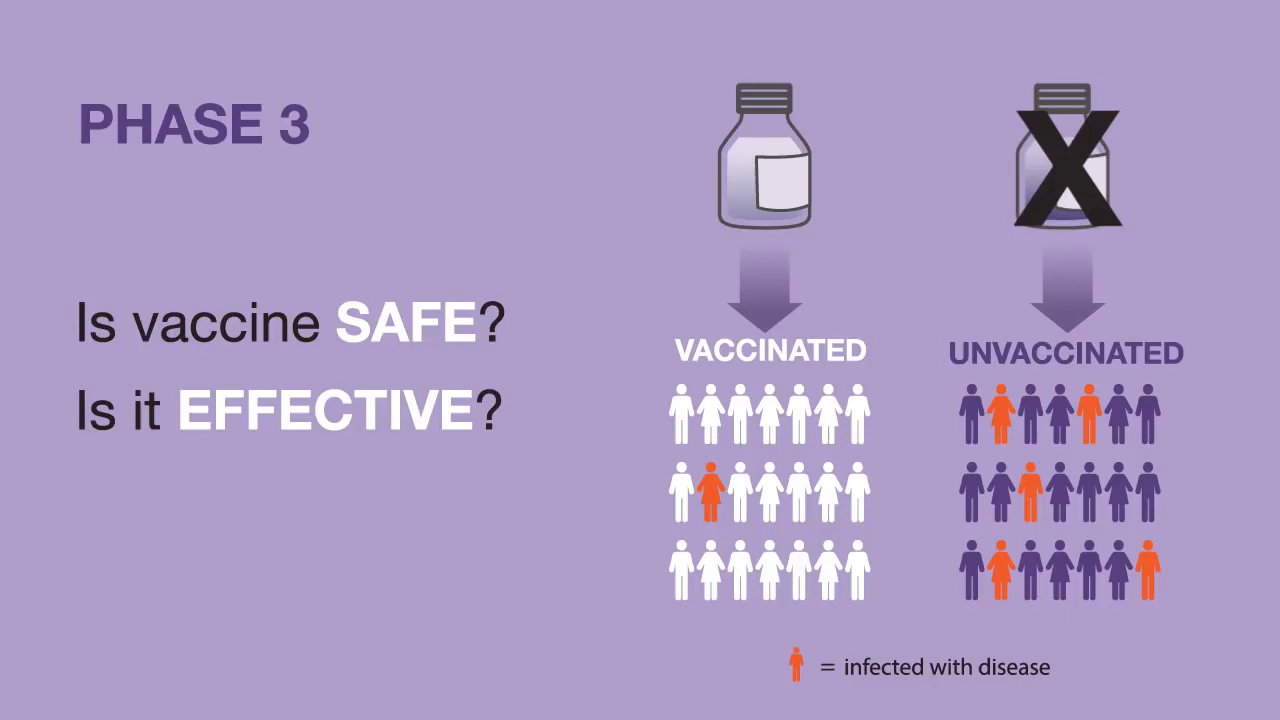 PHASE 3
Is vaccine SAFE?
Is it EFFECTIVE?
X
VACCINATED
UNVACCINATED
= infected with disease